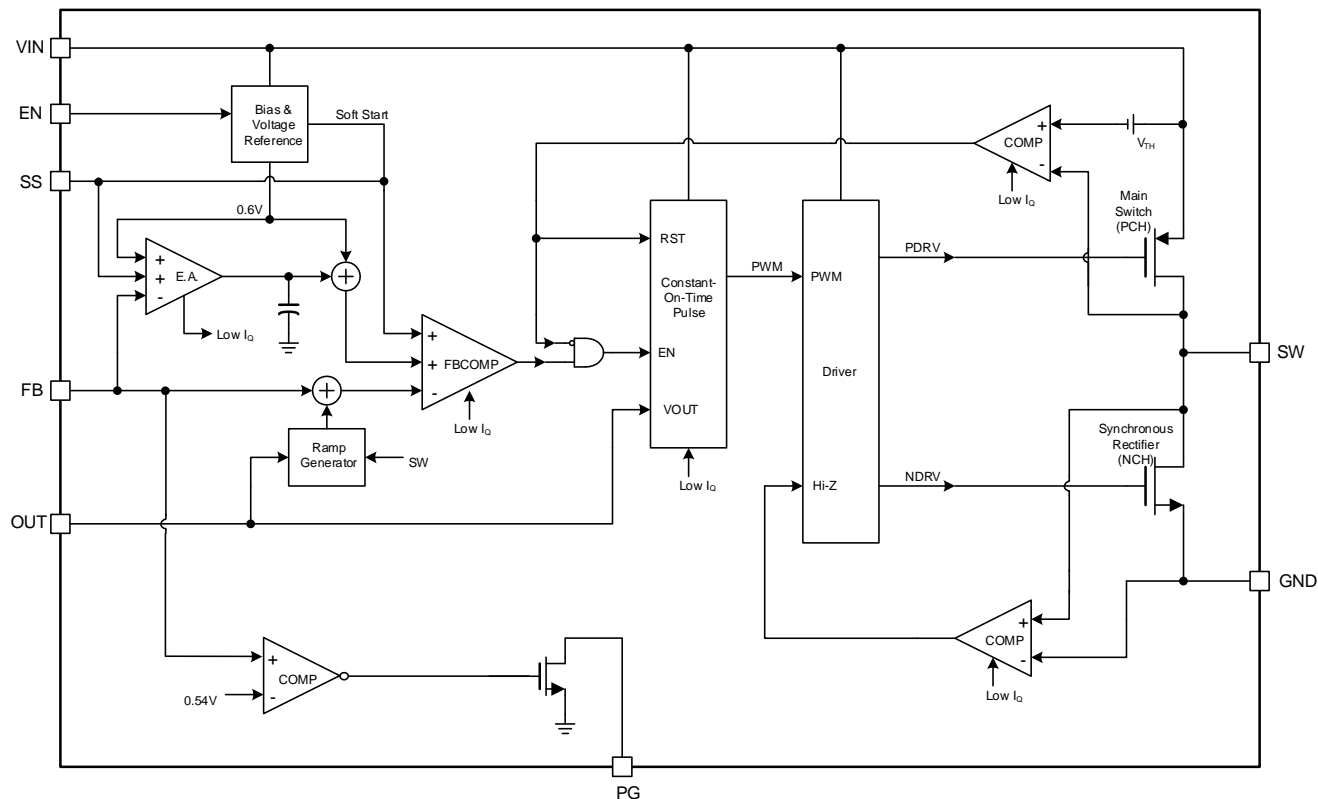 VIN
EN
Bias &
Voltage
Reference
Soft Start
SS
0.6V
+
+
-
E.A.
Low IQ
+
FB
+
Ramp
Generator
SW
OUT
+
+
-
FBCOMP
Low IQ
RST
Constant-
On-Time
Pulse
EN
VOUT
Low IQ
PWM
PWM
Driver
Hi-Z
PDRV
NDRV
+
COMP
-
Low IQ
VTH
Main
Switch
(PCH)
SW
Synchronous
Rectifier
(NCH)
GND
+
COMP
-
Low IQ
+
COMP
-
0.54V
PG